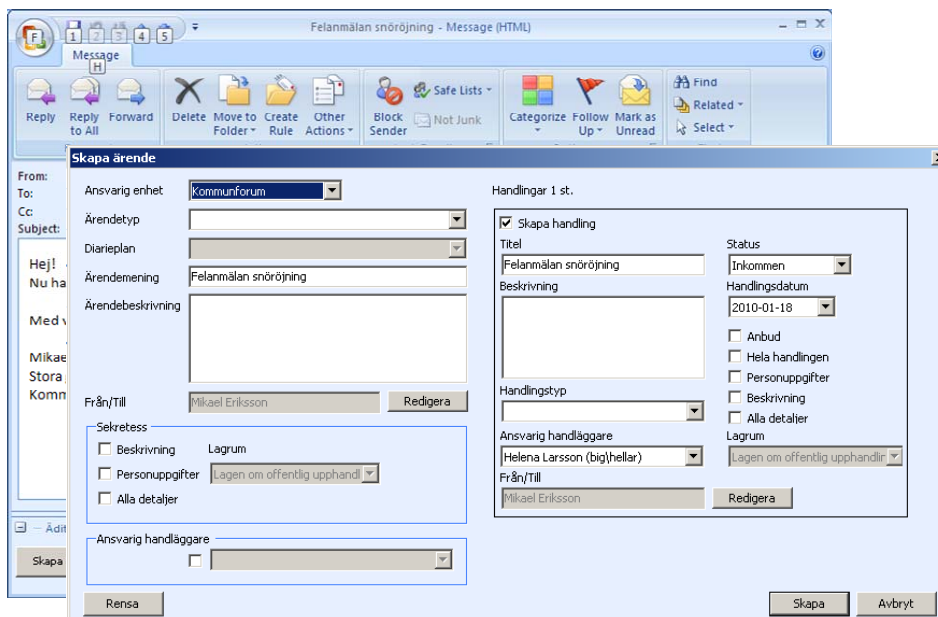 F
1 2 3 4 5
Felanmälan snöröjning - Message (HTML)
Message
H
Reply
Reply to All
Forward
Delete
Move to Folder
Create Rule
Other Actions
Block Sender
Safe Lists
Not Junk
Categorize
Follow Up
Mark as Unread
Find
Related
Select
From:
To:
Cc:
Subject:
Hej!
Nu ha
Med v
Mikae
Stora
Komm
Skapa
Skapa ärende
Ansvarig enhet Kommunforum
Ärendetyp
Diarieplan
Ärendemening Felanmälan snöröjning
Ärendebeskrivning
Från/Till Mikael Eriksson Redigera
Sekretess
Beskrivning Lagrum
Personuppgifter Lagen om offentlig upphandl
Alla detaljer
Ansvarig handläggare
Rensa
Handlingar 1 st.
Skapa handling
Titel
Felanmälan snöröjning
Beskrivning
Handlingstyp
Ansvarig handläggare
Helena Larsson (big\hellar)
Från/Till
Mikael Eriksson Redigera
Status
Inkommen
Handlingsdatum
2010-01-18
Anbud
Hela handlingen
Personuppgifter
Beskrivning
Alla detaljer
Lagrum
Lagen om offentlig upphandlin
Skapa Avbryt